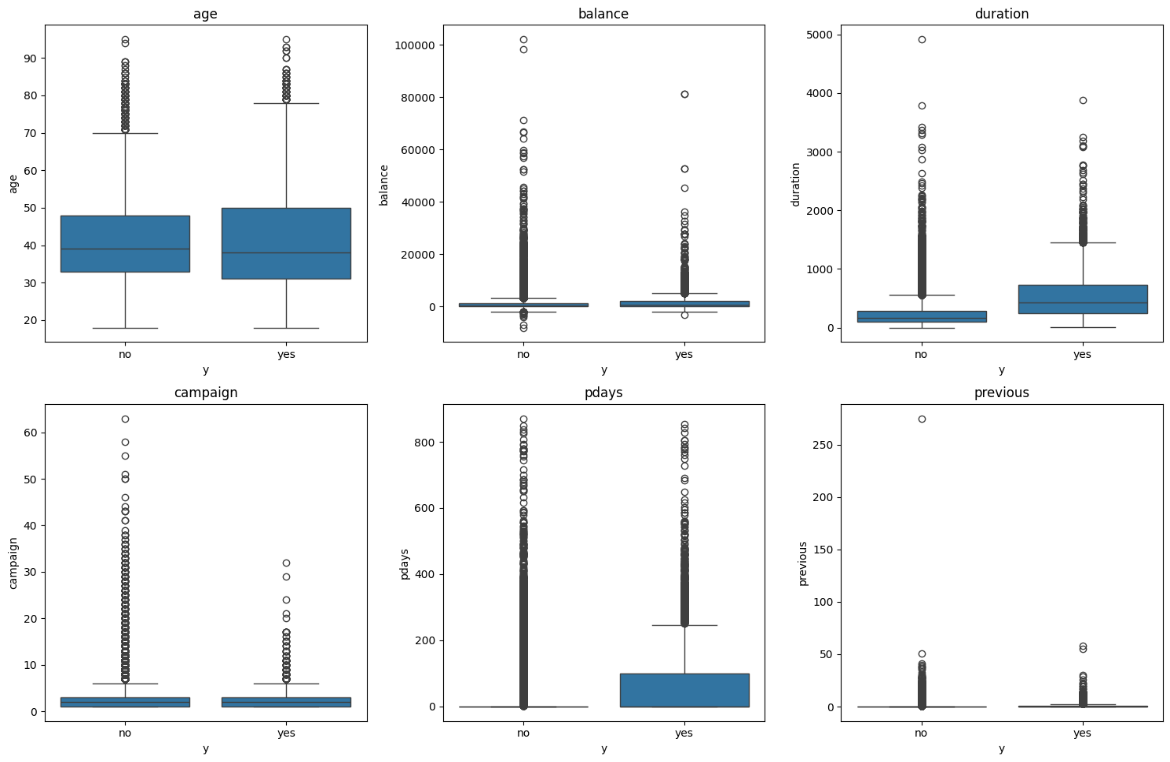 age
90
80
70
60
50
40
30
20
age
no
yes
y
balance
100000
80000
60000
40000
20000
0
balance
no
yes
y
duration
5000
4000
3000
2000
1000
0
duration
no
yes
y
campaign
60
50
40
30
20
10
0
campaign
no
yes
y
pdays
800
600
400
200
0
pdays
no
yes
y
previous
250
200
150
100
50
0
previous
no
yes
y